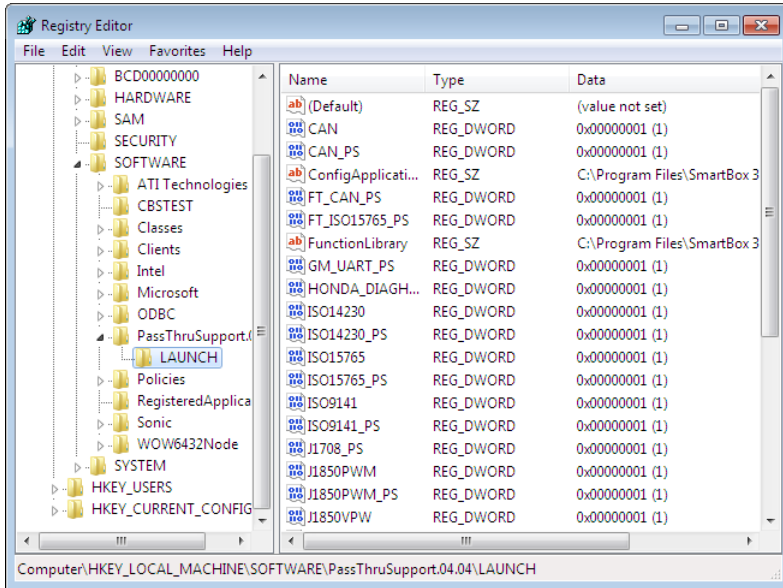 Registry Editor
File Edit View Favorites Help
BCD00000000
HARDWARE
SAM
SECURITY
SOFTWARE
ATI Technologies
CBSTEST
Classes
Clients
Intel
Microsoft
ODBC
PassThruSupport.(
LAUNCH
Policies
RegisteredApplica
Sonic
WOW6432Node
SYSTEM
HKEY_USERS
HKEY_CURRENT_CONFIG
Name Type Data
(Default) REG_SZ (value not set)
CAN REG_DWORD 0x00000001 (1)
CAN_PS REG_DWORD 0x00000001 (1)
ConfigApplicati... REG_SZ C:\Program Files\SmartBox 3
FT_CAN_PS REG_DWORD 0x00000001 (1)
FT_ISO15765_PS REG_DWORD 0x00000001 (1)
FunctionLibrary REG_SZ C:\Program Files\SmartBox 3
GM_UART_PS REG_DWORD 0x00000001 (1)
HONDA_DIAGH... REG_DWORD 0x00000001 (1)
ISO14230 REG_DWORD 0x00000001 (1)
ISO14230_PS REG_DWORD 0x00000001 (1)
ISO15765 REG_DWORD 0x00000001 (1)
ISO15765_PS REG_DWORD 0x00000001 (1)
ISO9141 REG_DWORD 0x00000001 (1)
ISO9141_PS REG_DWORD 0x00000001 (1)
J1708_PS REG_DWORD 0x00000001 (1)
J1850PWM REG_DWORD 0x00000001 (1)
J1850PWM_PS REG_DWORD 0x00000001 (1)
J1850VPW REG_DWORD 0x00000001 (1)
Computer\HKEY_LOCAL_MACHINE\SOFTWARE\PassThruSupport.04.04\LAUNCH